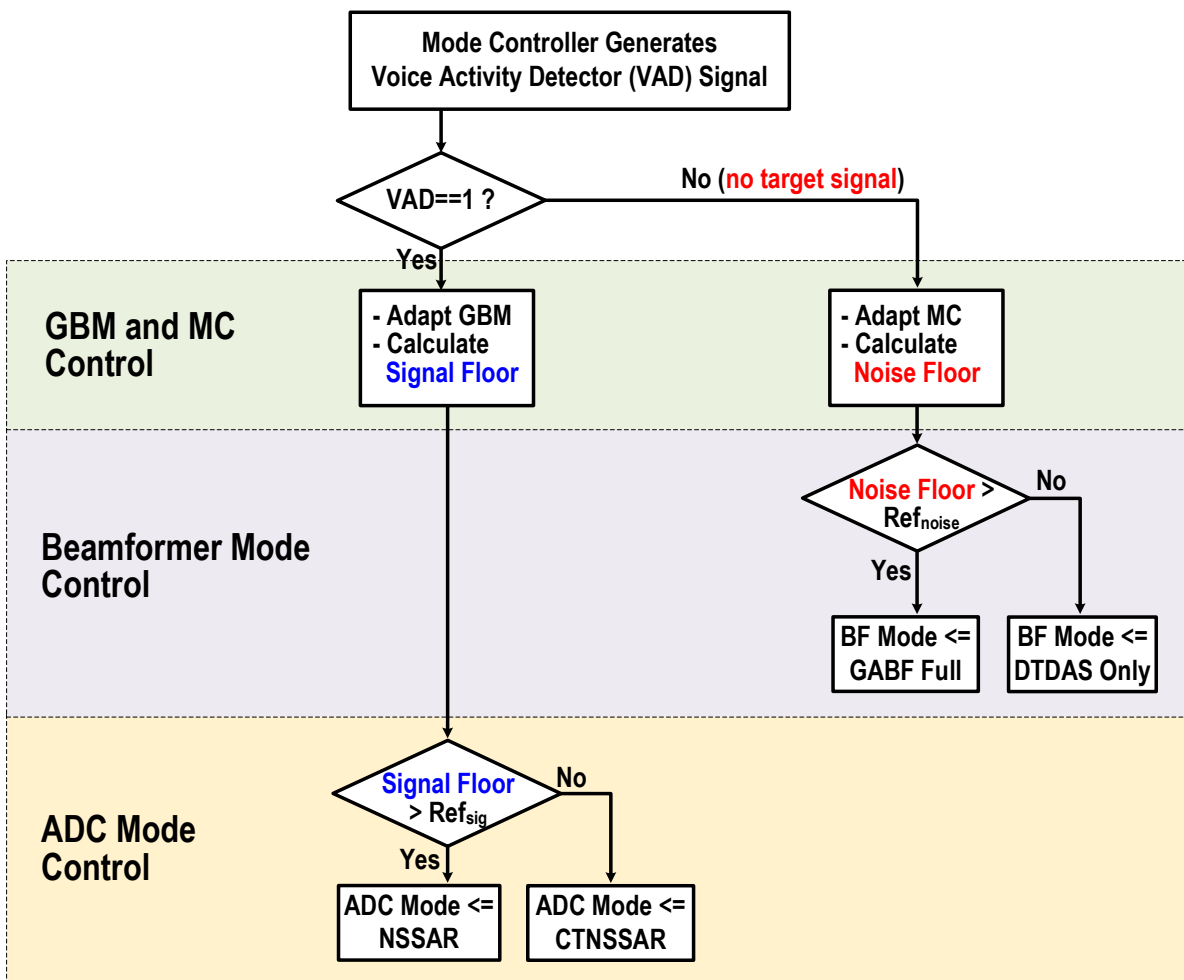 Mode Controller Generates
Voice Activity Detector (VAD) Signal
VAD==1 ?
No (no target signal)
Yes
GBM and MC
Control
- Adapt GBM
- Calculate
Signal Floor
- Adapt MC
- Calculate
Noise Floor
Beamformer Mode
Control
Noise Floor >
Refnoise
No
Yes
BF Mode <=
GABF Full
BF Mode <=
DTDAS Only
ADC Mode
Control
Signal Floor
> Refsig
No
Yes
ADC Mode <=
NSSAR
ADC Mode <=
CTNSSAR